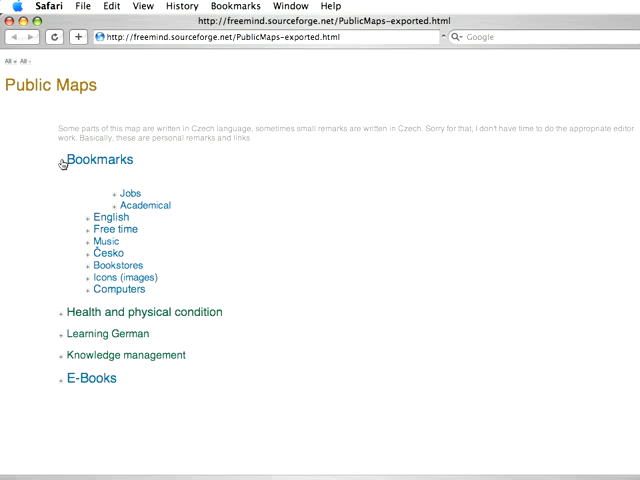 Safari File Edit View History Bookmarks Window Help
http://freemind.sourceforge.net/PublicMaps-exported.html
http://freemind.sourceforge.net/PublicMaps-exported.html Google
All + All -
Public Maps
Some parts of this map are written in Czech language, sometimes small remarks are written in Czech. Sorry for that, I don't have time to do the appropriate editor
work. Basically, these are personal remarks and links
Bookmarks
+ Jobs
+ Academical
+ English
+ Free time
+ Music
+ Česko
+ Bookstores
+ Icons (images)
+ Computers
+ Health and physical condition
+ Learning German
+ Knowledge management
+ E-Books